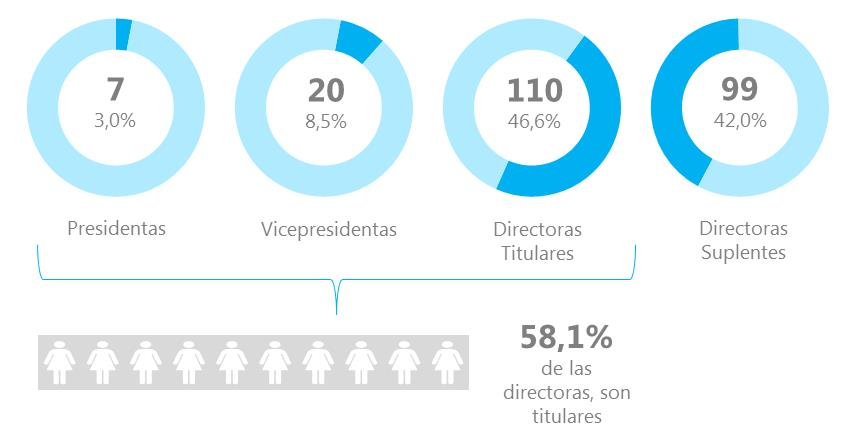 7
3,0%
Presidentas
20
8,5%
Vicepresidentas
110
46,6%
Directoras
Titulares
99
42,0%
Directoras
Suplentes
58,1%
de las
directoras, son
titulares